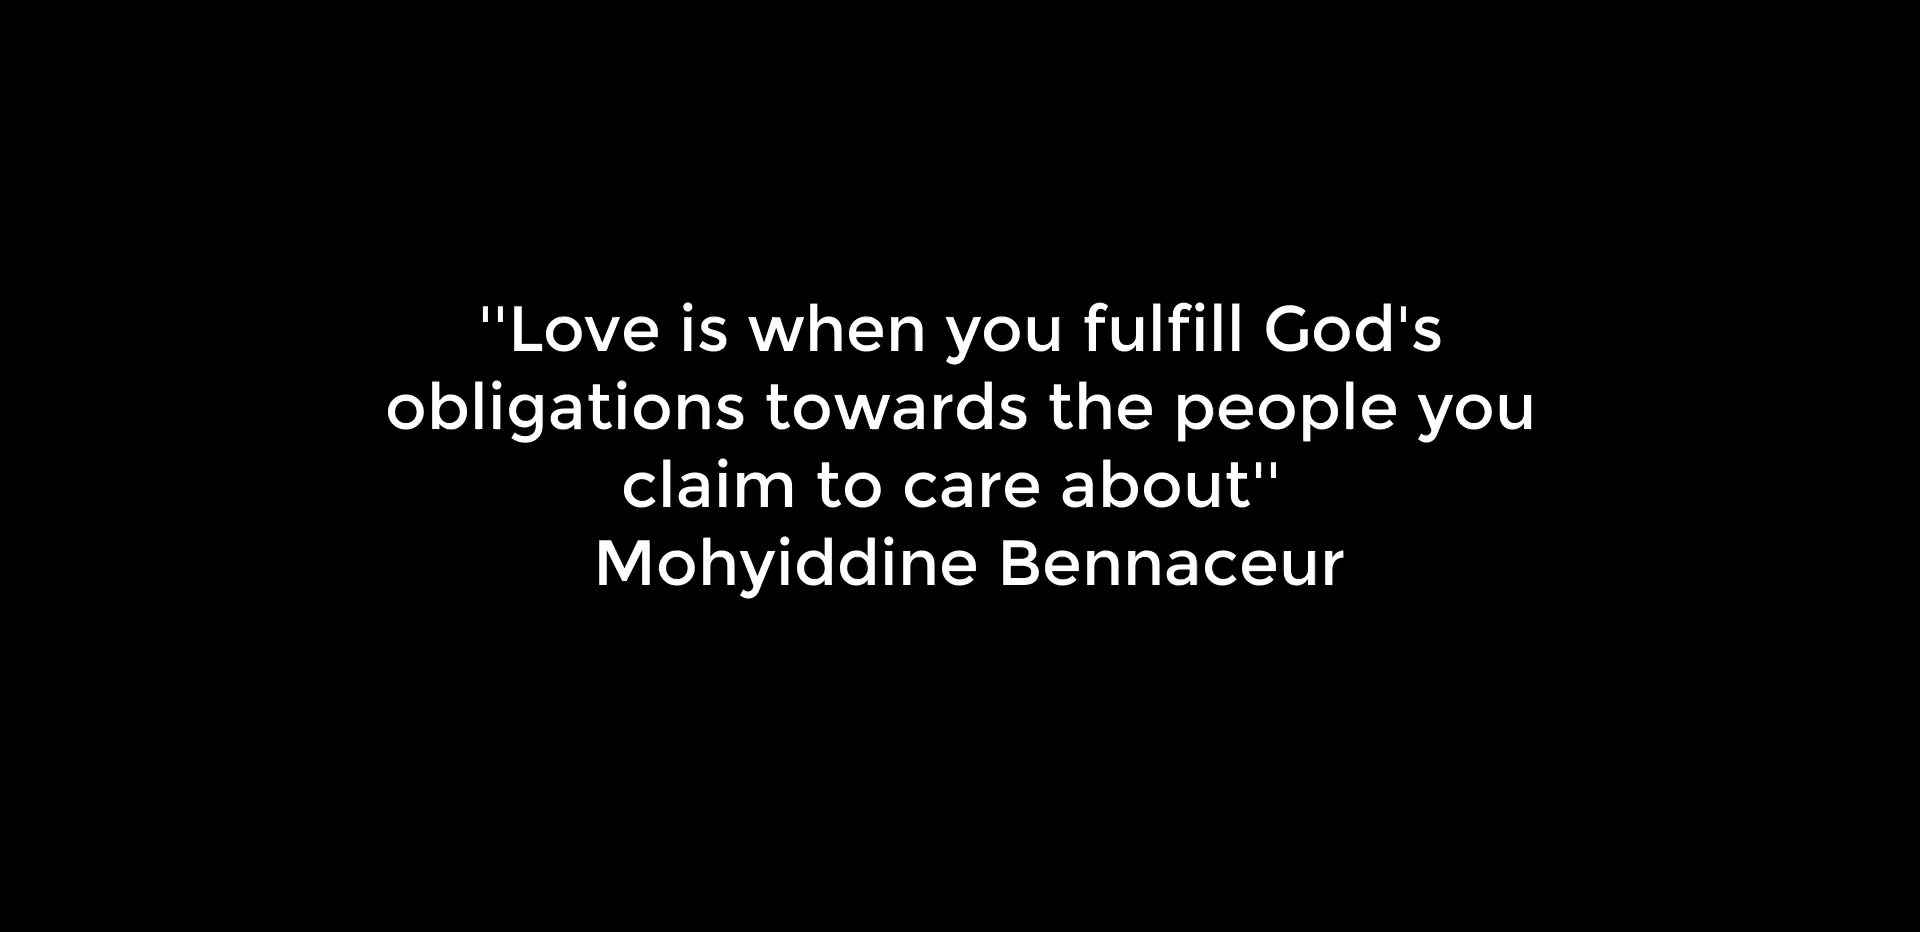 "Love is when you fulfill God's
obligations towards the people you
claim to care about"
Mohyiddine Bennaceur